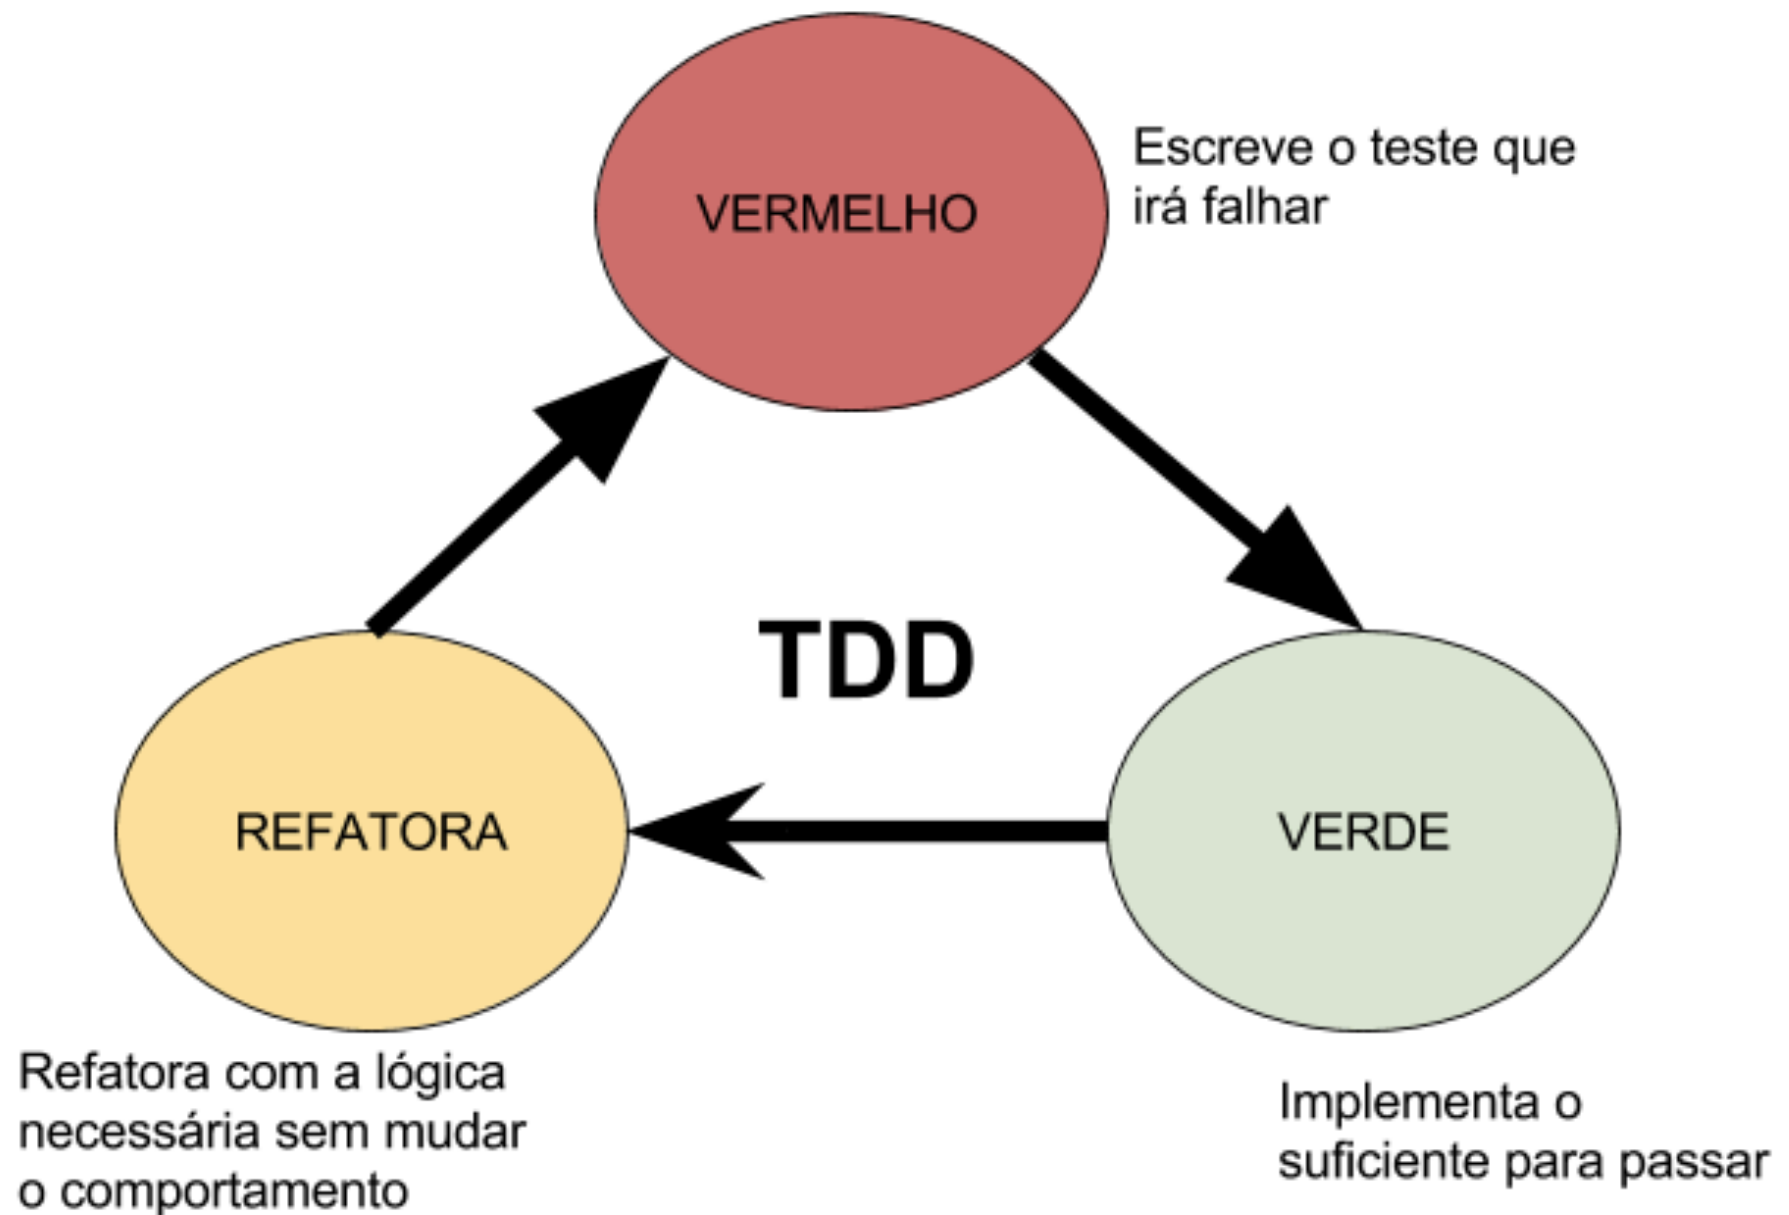 VERMELHO
Escreve o teste que
irá falhar
TDD
REFATORA
VERDE
Refatora com a lógica
necessária sem mudar
o comportamento
Implementa o
suficiente para passar